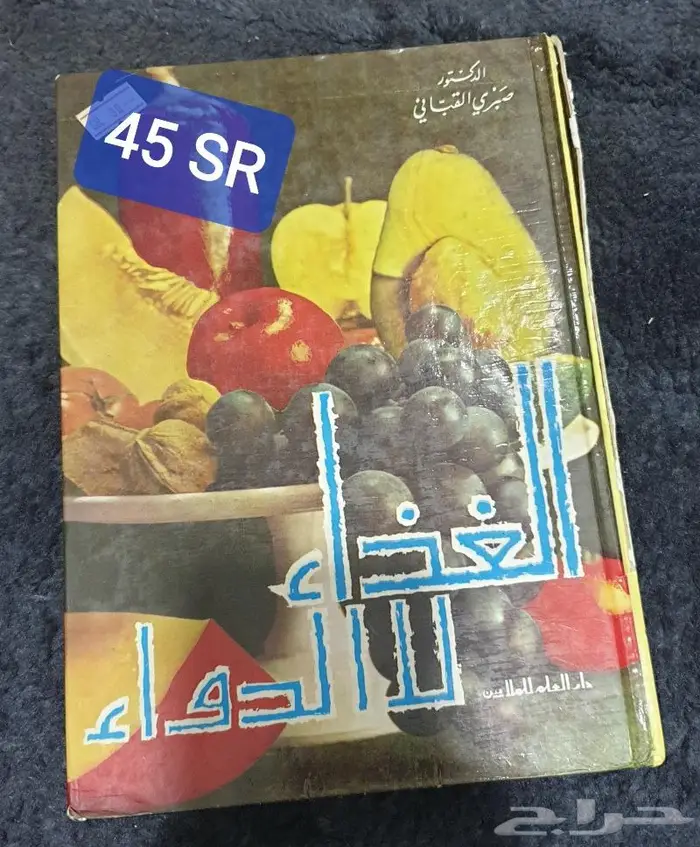 الدكتور
صبري القباني
45 SR
الغذاء
لا الدواء
دار العلم للملايين
حراج